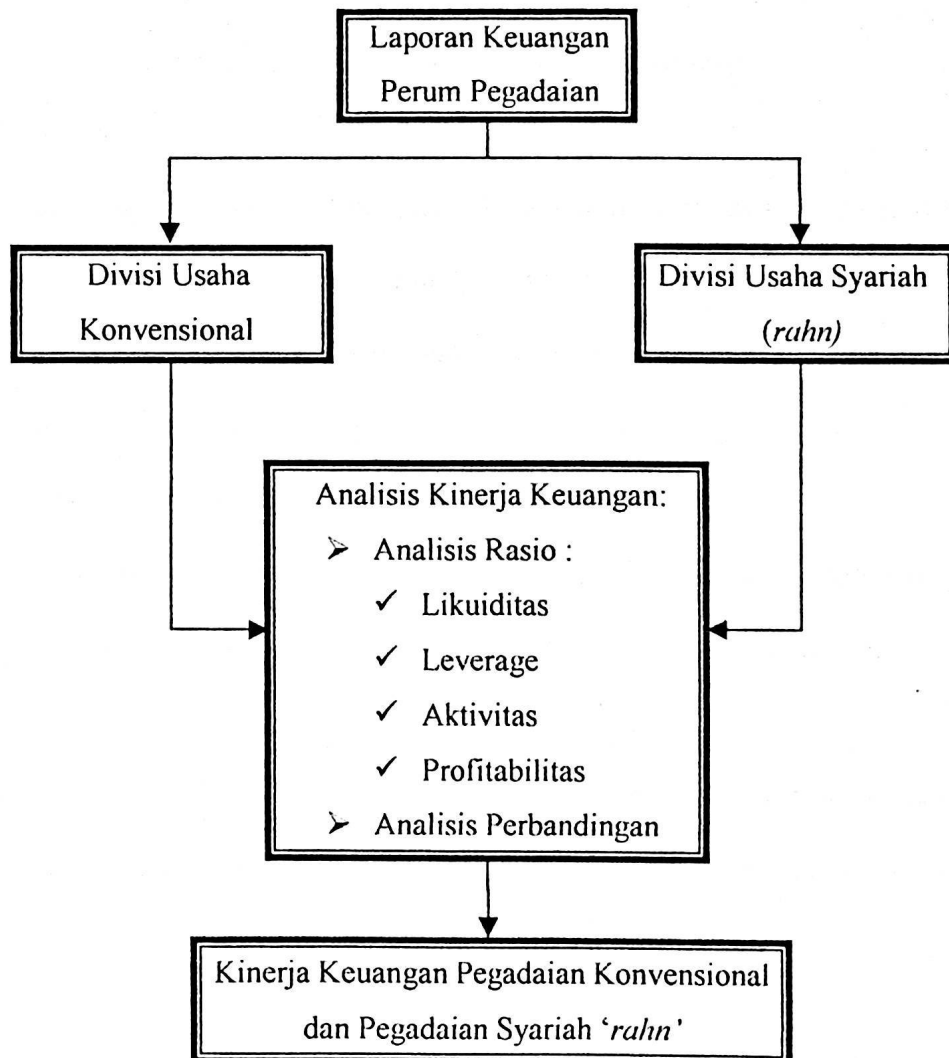 Laporan Keuangan
Perum Pegadaian
Divisi Usaha
Konvensional
Divisi Usaha Syariah
(rahn)
Analisis Kinerja Keuangan:
➢ Analisis Rasio :
✓ Likuiditas
✓ Leverage
✓ Aktivitas
✓ Profitabilitas
➢ Analisis Perbandingan
Kinerja Keuangan Pegadaian Konvensional
dan Pegadaian Syariah ‘rahn’